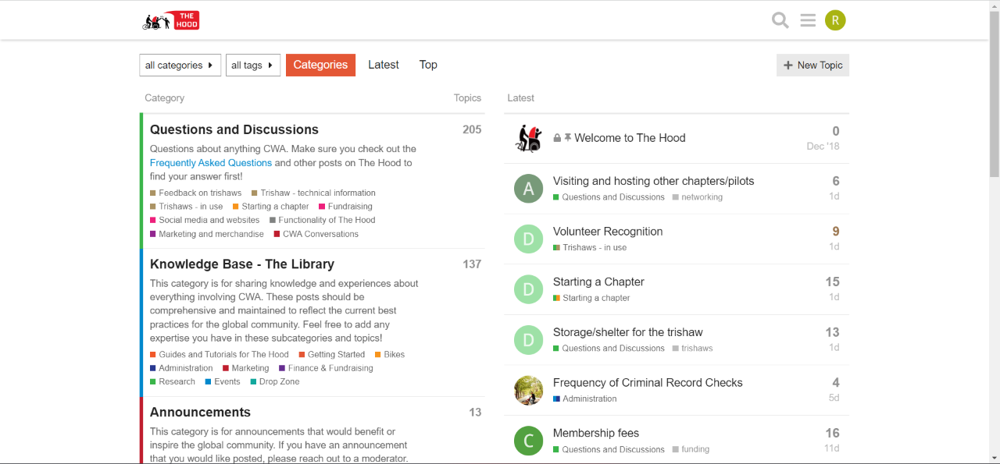 THE
HOOD
R
all categories
all tags
Categories
Latest
Top
New Topic
Category
Topics
Questions and Discussions
205
Questions about anything CWA. Make sure you check out the
Frequently Asked Questions and other posts on The Hood to
find your answer first!
Feedback on trishaws Trishaw - technical information
Trishaws - in use Starting a chapter Fundraising
Social media and websites Functionality of The Hood
Marketing and merchandise CWA Conversations
Knowledge Base - The Library
137
This category is for sharing knowledge and experiences about
everything involving CWA. These posts should be
comprehensive and maintained to reflect the current best
practices for the global community. Feel free to add any
expertise you have in these subcategories and topics!
Guides and Tutorials for The Hood Getting Started Bikes
Administration Marketing Finance & Fundraising
Research Events Drop Zone
Announcements
13
This category is for announcements that would benefit or
inspire the global community. If you have an announcement
that you would like posted, please reach out to a moderator.
Latest
Welcome to The Hood
0
Dec '18
A
Visiting and hosting other chapters/pilots
6
Questions and Discussions networking
1d
D
Volunteer Recognition
9
Trishaws - in use
1d
D
Starting a Chapter
15
Starting a chapter
1d
D
Storage/shelter for the trishaw
13
Questions and Discussions trishaws
1d
Frequency of Criminal Record Checks
4
Administration
5d
C
Membership fees
16
Questions and Discussions funding
11d